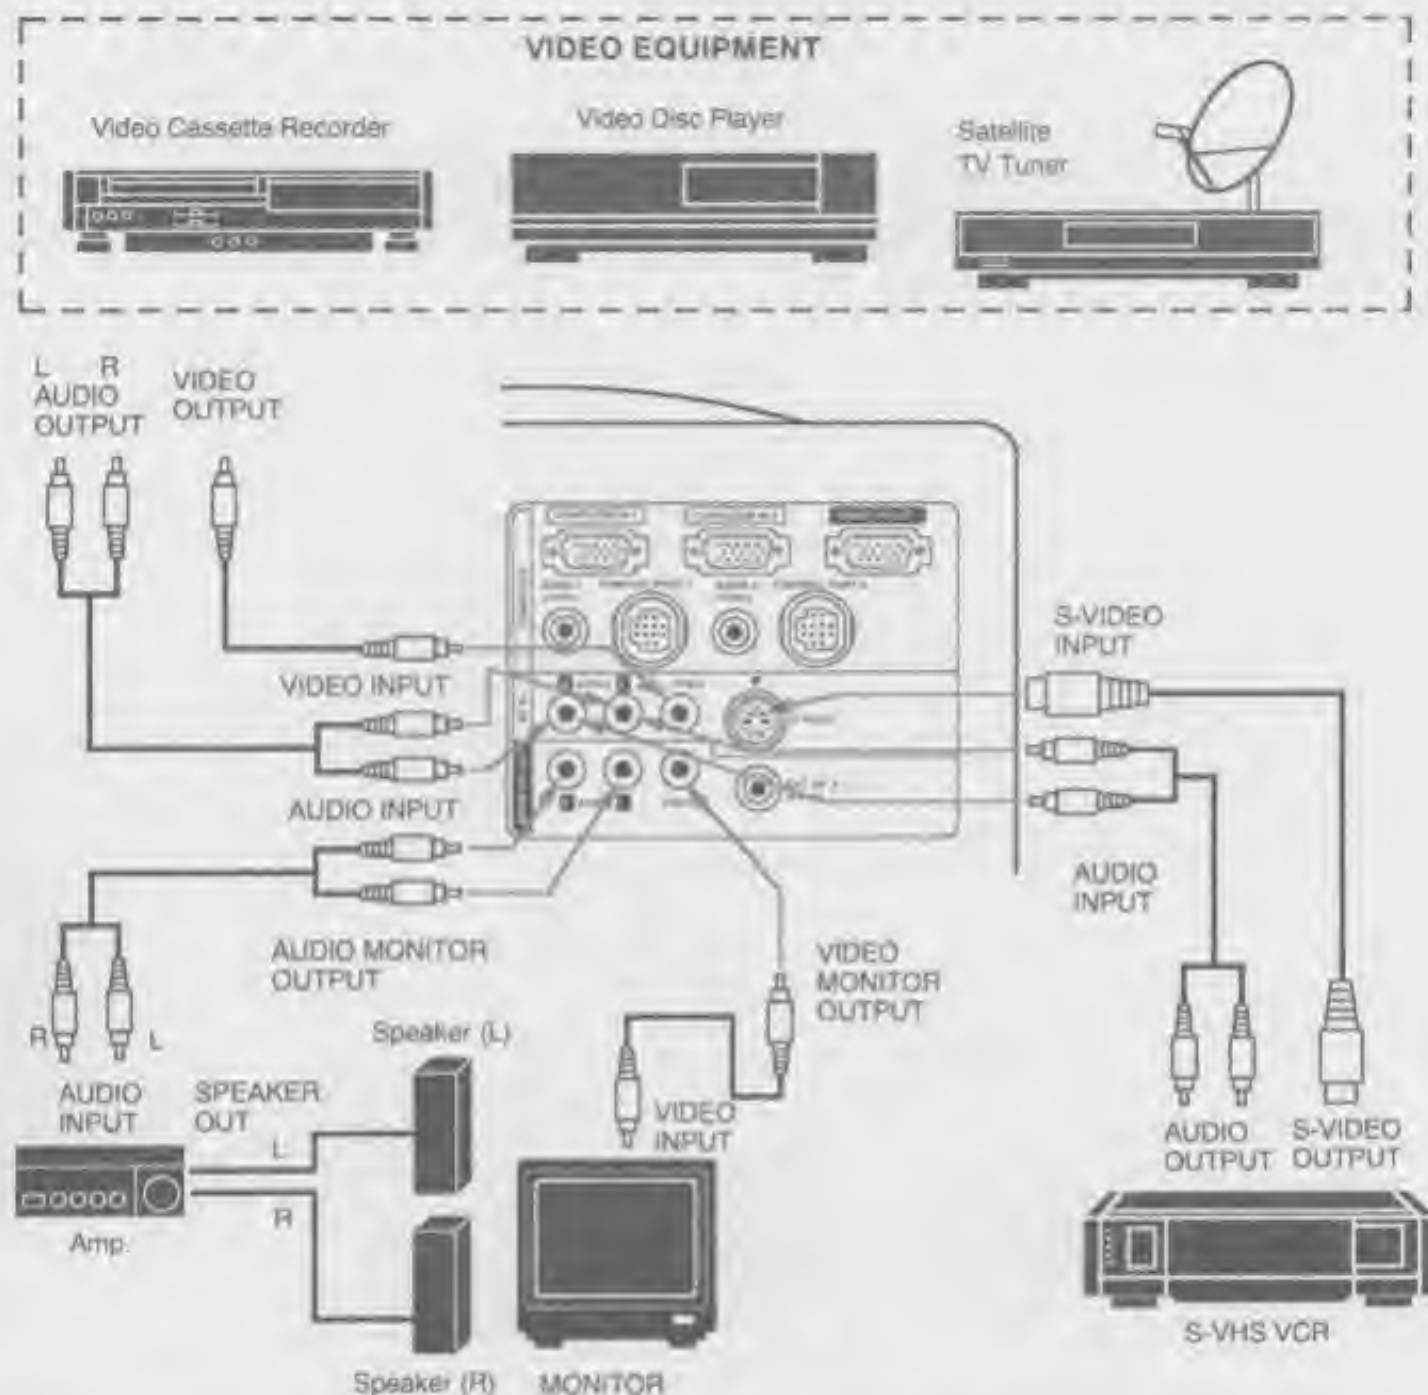 VIDEO EQUIPMENT
Video Cassette Recorder
Video Disc Player
Satellite
TV Tuner
L R
AUDIO
OUTPUT
VIDEO
OUTPUT
S-VIDEO
INPUT
VIDEO INPUT
AUDIO INPUT
AUDIO
INPUT
AUDIO MONITOR
OUTPUT
VIDEO
MONITOR
OUTPUT
R
L
Speaker (L)
AUDIO
INPUT
SPEAKER
OUT
L
R
VIDEO
INPUT
AUDIO
OUTPUT
S-VIDEO
OUTPUT
Amp.
S-VHS VCR
Speaker (R)
MONITOR